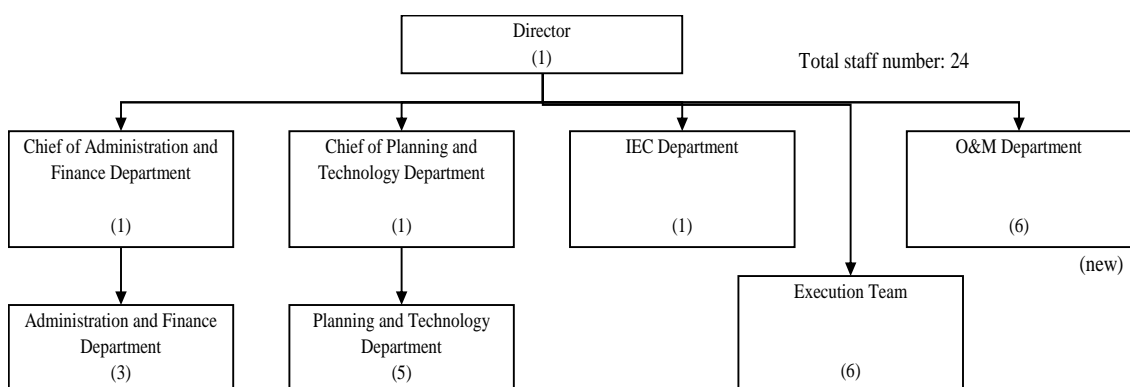 Director
(1)
Total staff number: 24
Chief of Administration and
Finance Department
(1)
Chief of Planning and
Technology Department
(1)
IEC Department
(1)
O&M Department
(6)
(new)
Administration and Finance
Department
(3)
Planning and Technology
Department
(5)
Execution Team
(6)